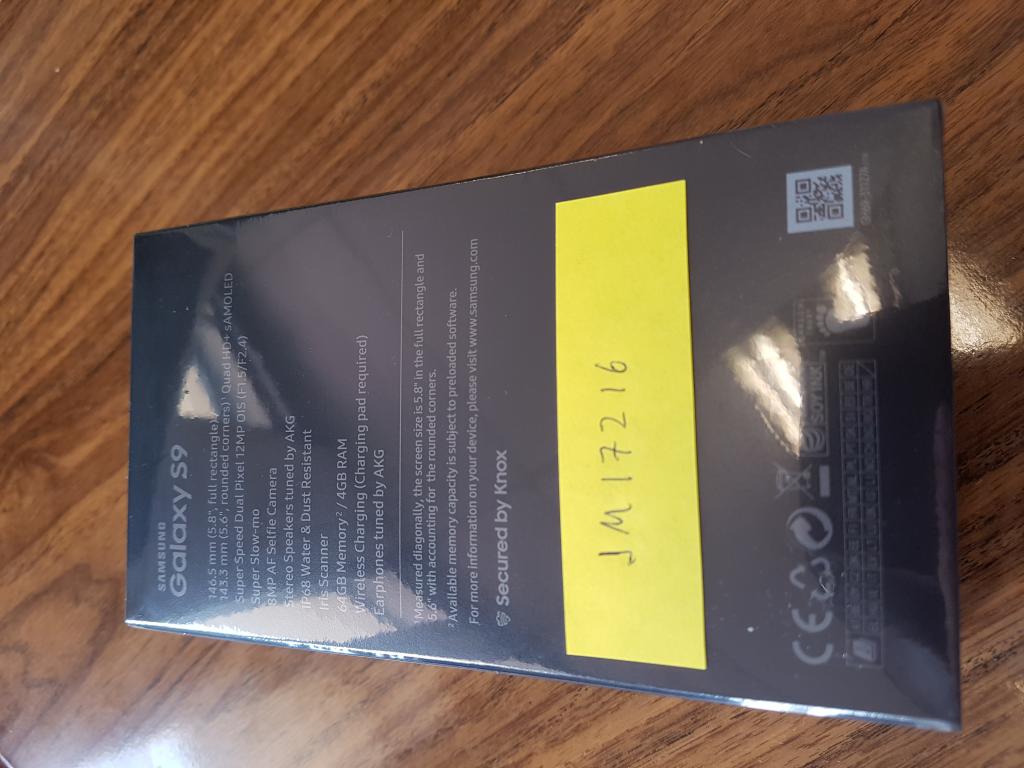 SAMSUNG
Galaxy S9
146.5 mm (5.8", full rectangle) /
143.3 mm (5.6", rounded corners)¹ Quad HD+ sAMOLED
Super Speed Dual Pixel 12MP OIS (F1.5/F2.4)
Super Slow-mo
8MP AF Selfie Camera
Stereo Speakers tuned by AKG
IP68 Water & Dust Resistant
Iris Scanner
64GB Memory² / 4GB RAM
Wireless Charging (Charging pad required)
Earphones tuned by AKG
Measured diagonally, the screen size is 5.8" in the full rectangle and
5.6" with accounting for the rounded corners.
² Available memory capacity is subject to preloaded software.
For more information on your device, please visit www.samsung.com
Secured by Knox
JM17216
CE